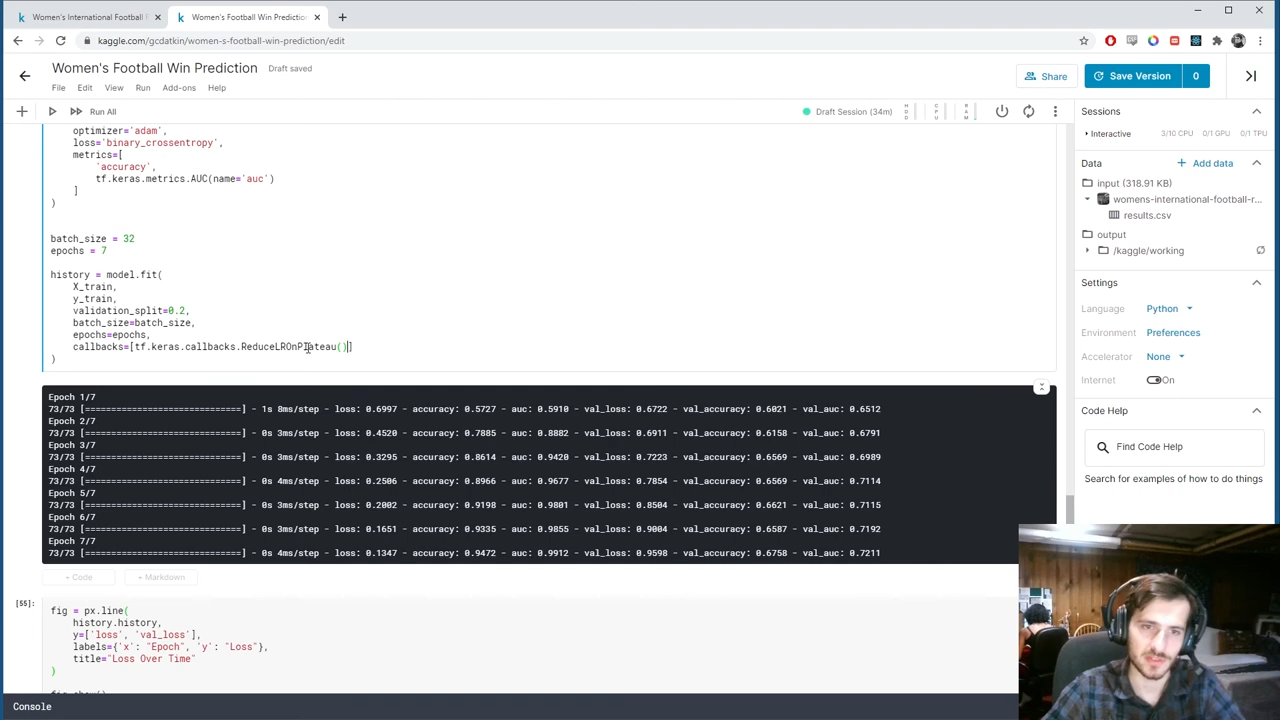 Women's International Football R
Women's Football Win Prediction
kaggle.com/gcdatkin/women-s-football-win-prediction/edit
Women's Football Win Prediction
Draft saved
Share
Save Version
0
File
Edit
View
Run
Add-ons
Help
Run All
Draft Session (34m)
HDD
CPU
RAM
optimizer='adam',
loss='binary_crossentropy',
metrics=[
'accuracy',
tf.keras.metrics.AUC(name='auc')
]
)
batch_size = 32
epochs = 7
history = model.fit(
X_train,
y_train,
validation_split=0.2,
batch_size=batch_size,
epochs=epochs,
callbacks=[tf.keras.callbacks.ReduceLROnPlateau()]
)
Epoch 1/7
73/73 [==============================] - 1s 8ms/step - loss: 0.6997 - accuracy: 0.5727 - auc: 0.5910 - val_loss: 0.6722 - val_accuracy: 0.6021 - val_auc: 0.6512
Epoch 2/7
73/73 [==============================] - 0s 3ms/step - loss: 0.4520 - accuracy: 0.7885 - auc: 0.8882 - val_loss: 0.6911 - val_accuracy: 0.6158 - val_auc: 0.6791
Epoch 3/7
73/73 [==============================] - 0s 3ms/step - loss: 0.3295 - accuracy: 0.8614 - auc: 0.9420 - val_loss: 0.7223 - val_accuracy: 0.6569 - val_auc: 0.6989
Epoch 4/7
73/73 [==============================] - 0s 4ms/step - loss: 0.2506 - accuracy: 0.8966 - auc: 0.9677 - val_loss: 0.7854 - val_accuracy: 0.6569 - val_auc: 0.7114
Epoch 5/7
73/73 [==============================] - 0s 3ms/step - loss: 0.2002 - accuracy: 0.9198 - auc: 0.9801 - val_loss: 0.8504 - val_accuracy: 0.6621 - val_auc: 0.7115
Epoch 6/7
73/73 [==============================] - 0s 3ms/step - loss: 0.1651 - accuracy: 0.9335 - auc: 0.9855 - val_loss: 0.9004 - val_accuracy: 0.6587 - val_auc: 0.7192
Epoch 7/7
73/73 [==============================] - 0s 4ms/step - loss: 0.1347 - accuracy: 0.9472 - auc: 0.9912 - val_loss: 0.9598 - val_accuracy: 0.6758 - val_auc: 0.7211
+ Code
+ Markdown
[55]:
fig = px.line(
history.history,
y=['loss', 'val_loss'],
labels={'x': "Epoch", 'y': "Loss"},
title="Loss Over Time"
)
fig.show()
Console
Sessions
Interactive
3/10 CPU 0/1 GPU 0/1 TPU
Data
+ Add data
input (318.91 KB)
womens-international-football-r...
results.csv
output
/kaggle/working
Settings
Language
Python
Environment
Preferences
Accelerator
None
Internet
On
Code Help
Find Code Help
Search for examples of how to do things